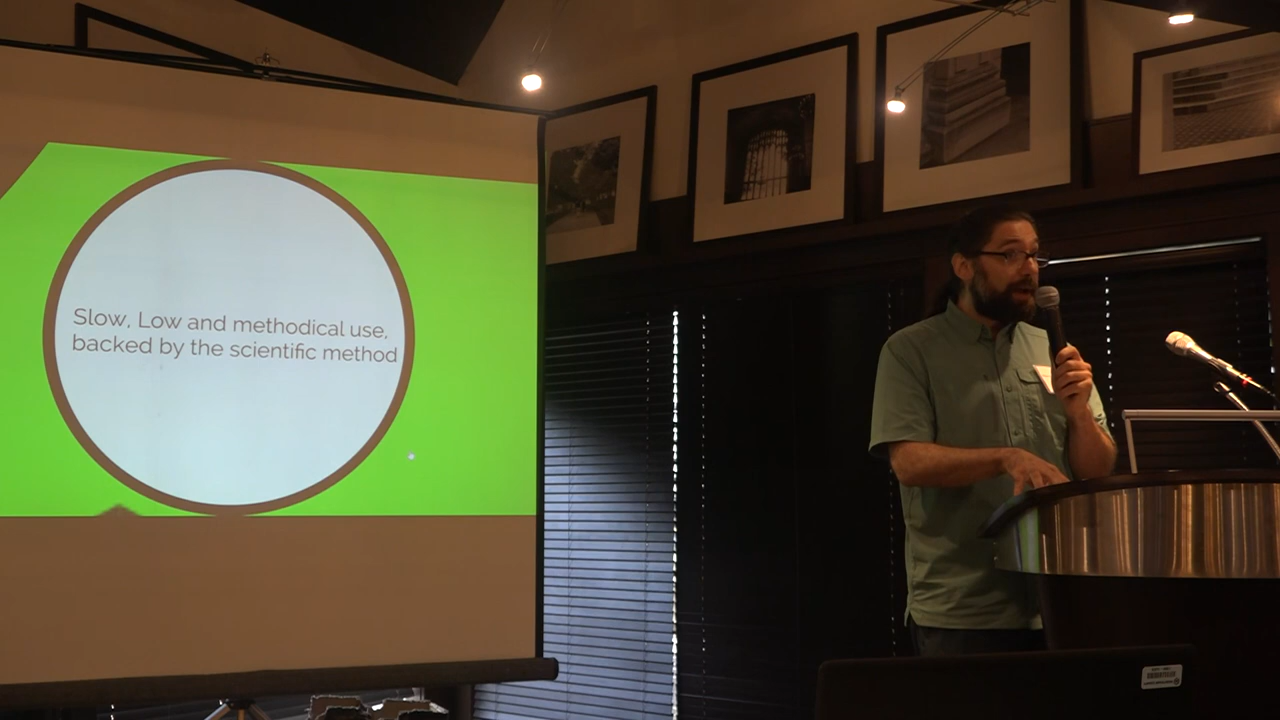 Slow, Low and methodical use,
backed by the scientific method